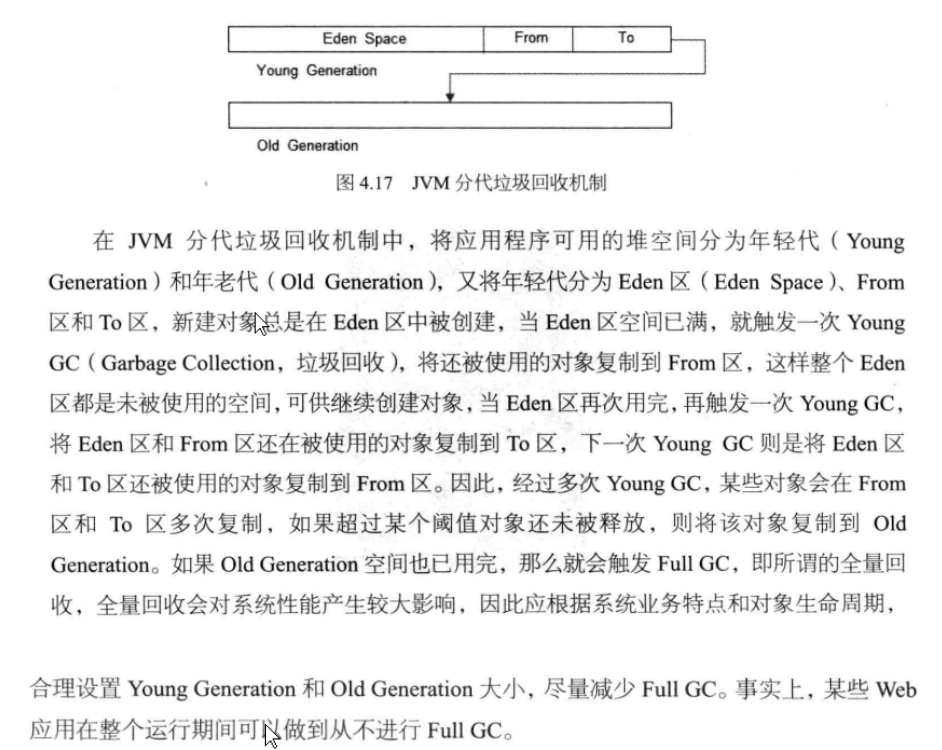 Eden Space From To
Young Generation
Old Generation
图 4.17 JVM 分代垃圾回收机制
在 JVM 分代垃圾回收机制中，将应用程序可用的堆空间分为年轻代（Young
Generation）和年老代（Old Generation），又将年轻代分为 Eden 区（Eden Space）、From
区和 To 区，新建对象总是在 Eden 区中被创建，当 Eden 区空间已满，就触发一次 Young
GC（Garbage Collection，垃圾回收），将还被使用的对象复制到 From 区，这样整个 Eden
区都是未被使用的空间，可供继续创建对象，当 Eden 区再次用完，再触发一次 Young GC，
将 Eden 区和 From 区还在被使用的对象复制到 To 区，下一次 Young GC 则是将 Eden 区
和 To 区还被使用的对象复制到 From 区。因此，经过多次 Young GC，某些对象会在 From
区和 To 区多次复制，如果超过某个阈值对象还未被释放，则将该对象复制到 Old
Generation。如果 Old Generation 空间也已用完，那么就会触发 Full GC，即所谓的全量回
收，全量回收会对系统性能产生较大影响，因此应根据系统业务特点和对象生命周期，
合理设置 Young Generation 和 Old Generation 大小，尽量减少 Full GC。事实上，某些 Web
应用在整个运行期间可以做到从不进行 Full GC。